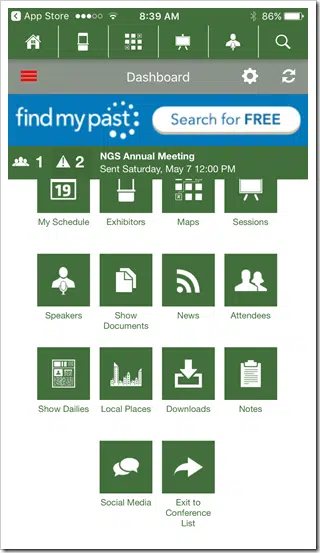 App Store 8:39 AM 86%
Dashboard
findmypast Search for FREE
1 2 NGS Annual Meeting
Sent Saturday, May 7 12:00 PM
19
My Schedule Exhibitors Maps Sessions
Speakers Show Documents News Attendees
Show Dailies Local Places Downloads Notes
Social Media Exit to Conference List